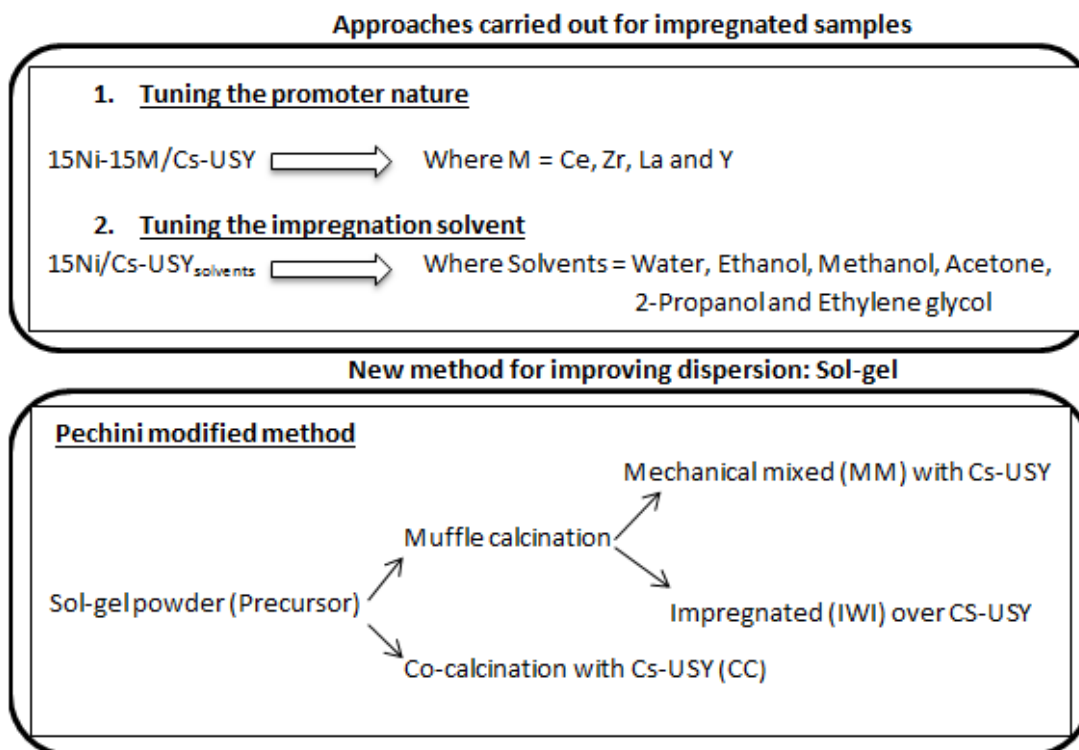 Approaches carried out for impregnated samples
1. Tuning the promoter nature
15Ni-15M/Cs-USY Where M = Ce, Zr, La and Y
2. Tuning the impregnation solvent
15Ni/Cs-USYsolvents Where Solvents = Water, Ethanol, Methanol, Acetone,
2-Propanol and Ethylene glycol
New method for improving dispersion: Sol-gel
Pechini modified method
Mechanical mixed (MM) with Cs-USY
Muffle calcination
Sol-gel powder (Precursor)
Impregnated (IWI) over CS-USY
Co-calcination with Cs-USY (CC)